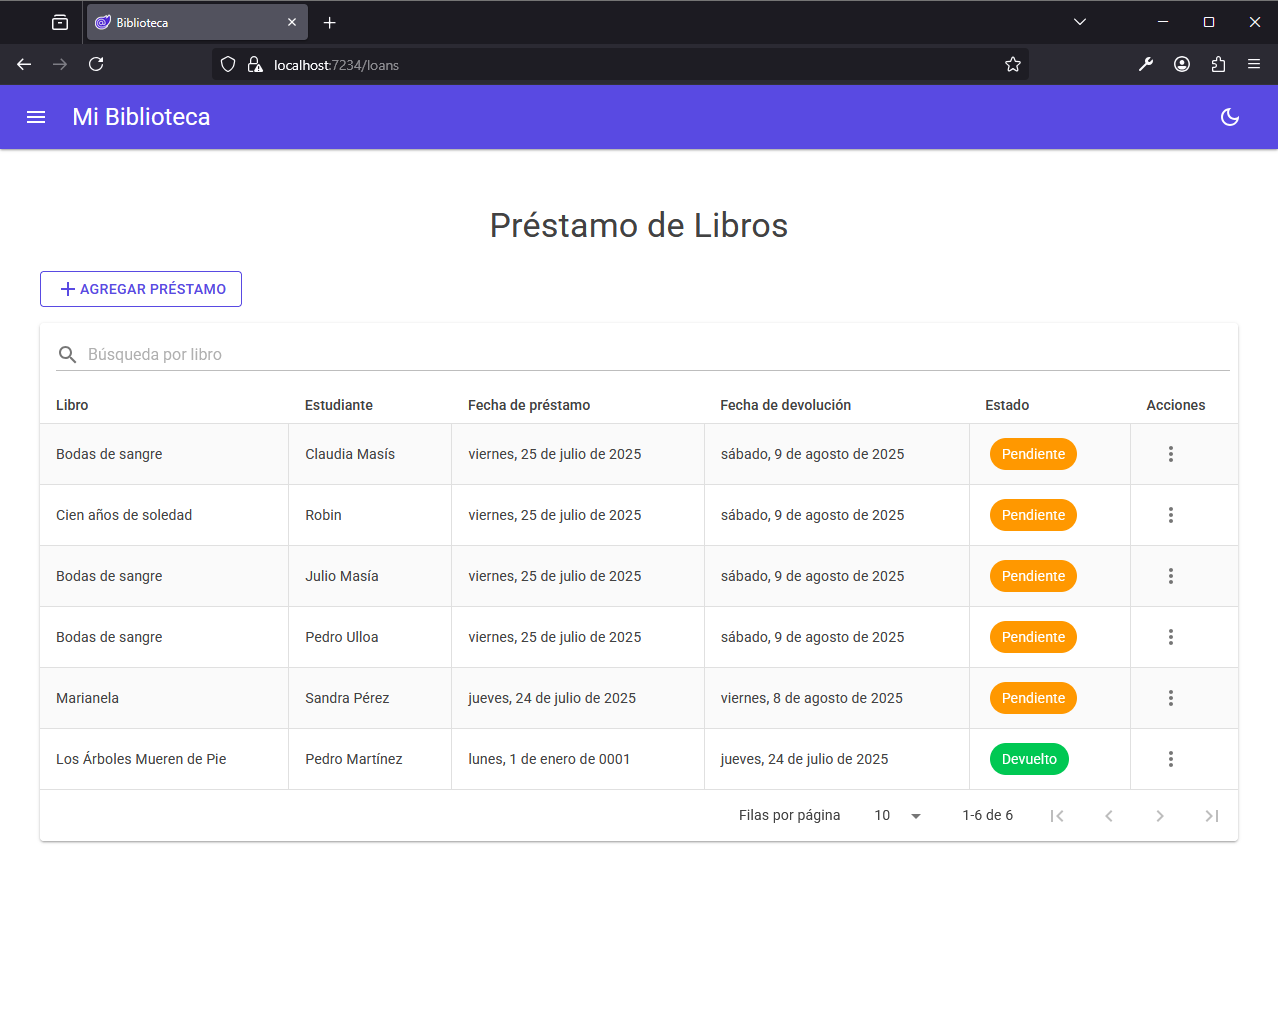 Biblioteca
localhost:7234/loans
Mi Biblioteca
Préstamo de Libros
AGREGAR PRÉSTAMO
Búsqueda por libro
Libro Estudiante Fecha de préstamo Fecha de devolución Estado Acciones
Bodas de sangre Claudia Masís viernes, 25 de julio de 2025 sábado, 9 de agosto de 2025 Pendiente
Cien años de soledad Robin viernes, 25 de julio de 2025 sábado, 9 de agosto de 2025 Pendiente
Bodas de sangre Julio Masía viernes, 25 de julio de 2025 sábado, 9 de agosto de 2025 Pendiente
Bodas de sangre Pedro Ulloa viernes, 25 de julio de 2025 sábado, 9 de agosto de 2025 Pendiente
Marianela Sandra Pérez jueves, 24 de julio de 2025 viernes, 8 de agosto de 2025 Pendiente
Los Árboles Mueren de Pie Pedro Martínez lunes, 1 de enero de 0001 jueves, 24 de julio de 2025 Devuelto
Filas por página 10 1-6 de 6